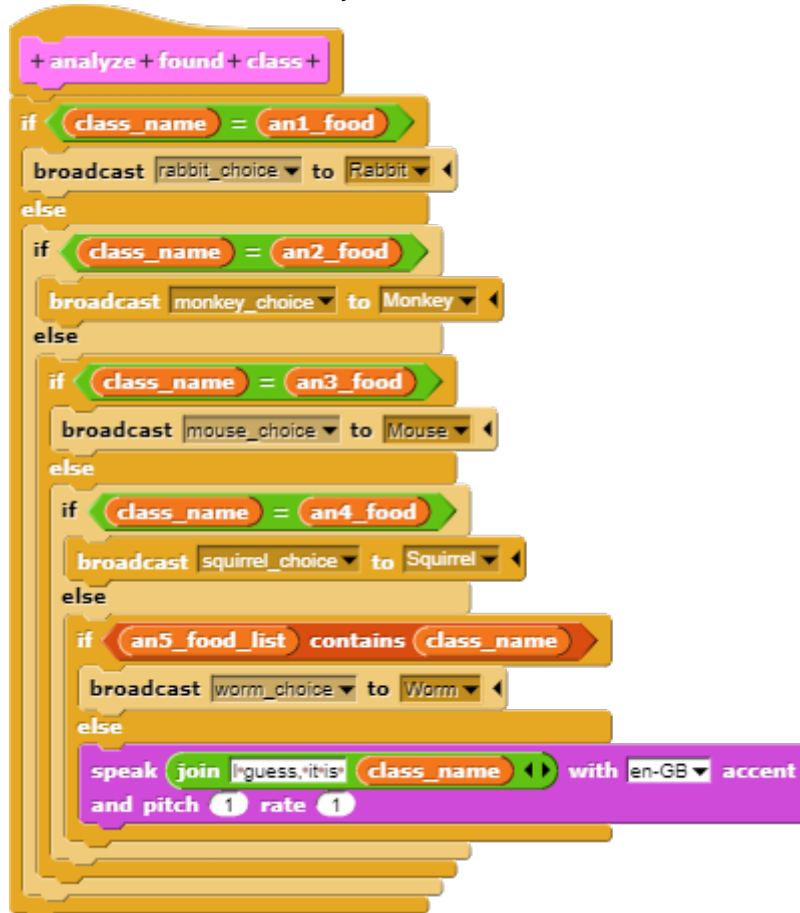 + analyze + found + class +
if class_name = an1_food
broadcast rabbit_choice to Rabbit
else
if class_name = an2_food
broadcast monkey_choice to Monkey
else
if class_name = an3_food
broadcast mouse_choice to Mouse
else
if class_name = an4_food
broadcast squirrel_choice to Squirrel
else
if an5_food_list contains class_name
broadcast worm_choice to Worm
else
speak join I guess, it is class_name with en-GB accent
and pitch 1 rate 1